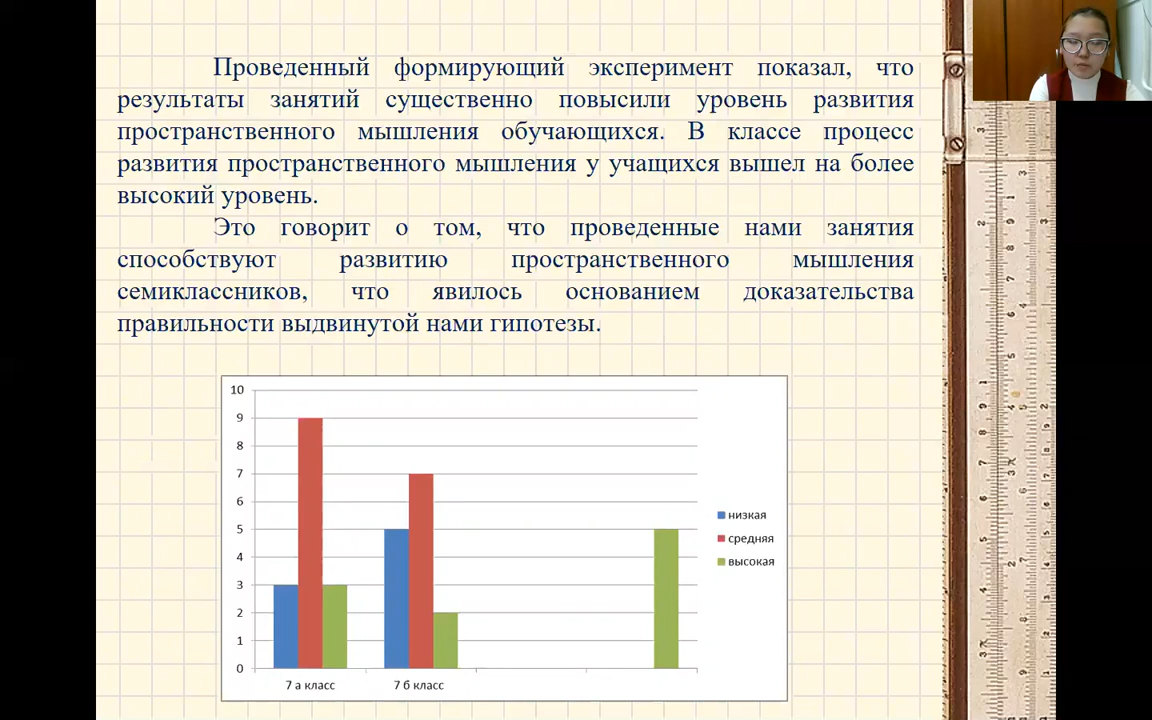 Проведенный формирующий эксперимент показал, что
результаты занятий существенно повысили уровень развития
пространственного мышления обучающихся. В классе процесс
развития пространственного мышления у учащихся вышел на более
высокий уровень.
Это говорит о том, что проведенные нами занятия
способствуют развитию пространственного мышления
семиклассников, что явилось основанием доказательства
правильности выдвинутой нами гипотезы.
10
9
8
7
6
5
4
3
2
1
0
7 а класс
7 б класс
низкая
средняя
высокая